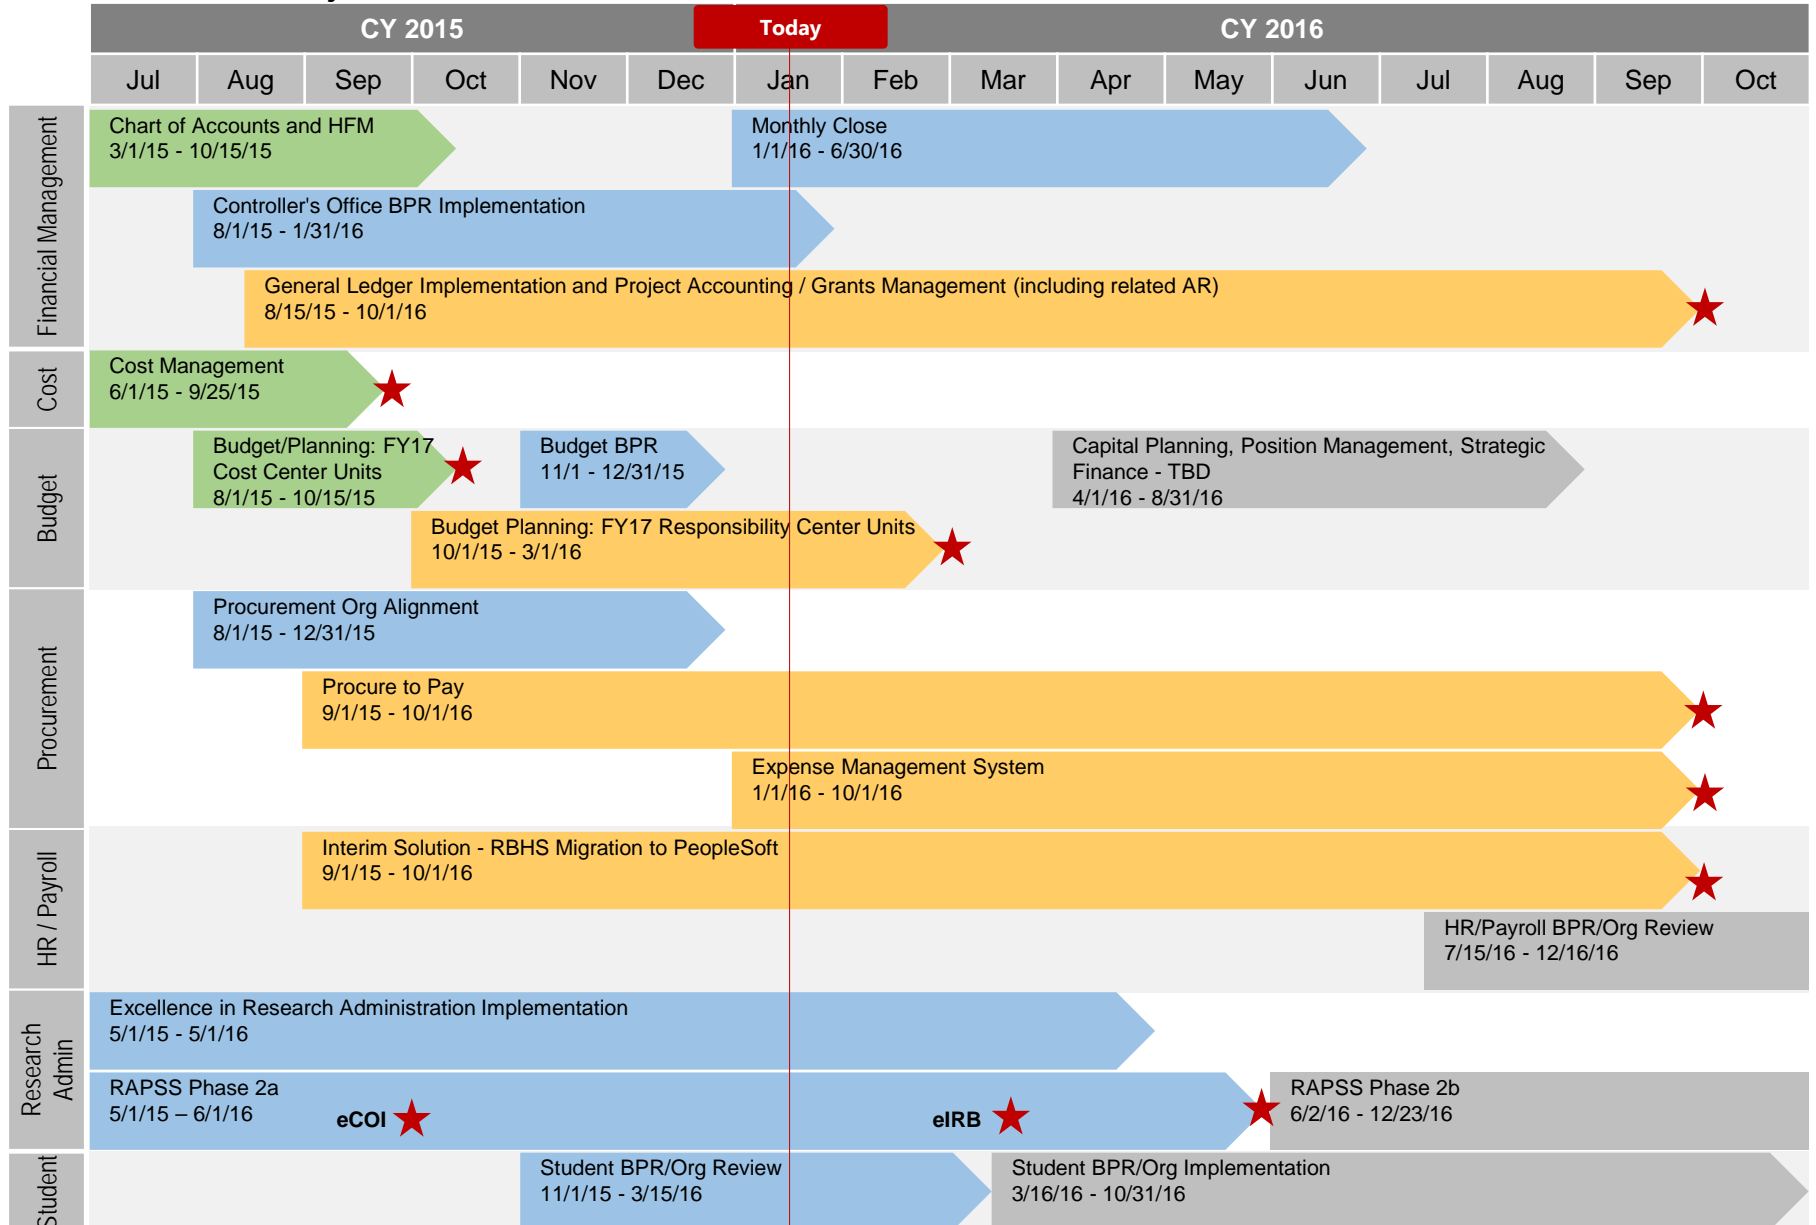 CY 2015
Today
CY 2016
Jul Aug Sep Oct Nov Dec Jan Feb Mar Apr May Jun Jul Aug Sep Oct
Financial Management
Chart of Accounts and HFM
3/1/15 - 10/15/15
Monthly Close
1/1/16 - 6/30/16
Controller's Office BPR Implementation
8/1/15 - 1/31/16
General Ledger Implementation and Project Accounting / Grants Management (including related AR)
8/15/15 - 10/1/16
Cost
Cost Management
6/1/15 - 9/25/15
Budget
Budget/Planning: FY17
Cost Center Units
8/1/15 - 10/15/15
Budget BPR
11/1 - 12/31/15
Capital Planning, Position Management, Strategic
Finance - TBD
4/1/16 - 8/31/16
Budget Planning: FY17 Responsibility Center Units
10/1/15 - 3/1/16
Procurement
Procurement Org Alignment
8/1/15 - 12/31/15
Procure to Pay
9/1/15 - 10/1/16
Expense Management System
1/1/16 - 10/1/16
HR / Payroll
Interim Solution - RBHS Migration to PeopleSoft
9/1/15 - 10/1/16
HR/Payroll BPR/Org Review
7/15/16 - 12/16/16
Research
Admin
Excellence in Research Administration Implementation
5/1/15 - 5/1/16
RAPSS Phase 2a
5/1/15 – 6/1/16
eCOI
eIRB
RAPSS Phase 2b
6/2/16 - 12/23/16
Student
Student BPR/Org Review
11/1/15 - 3/15/16
Student BPR/Org Implementation
3/16/16 - 10/31/16